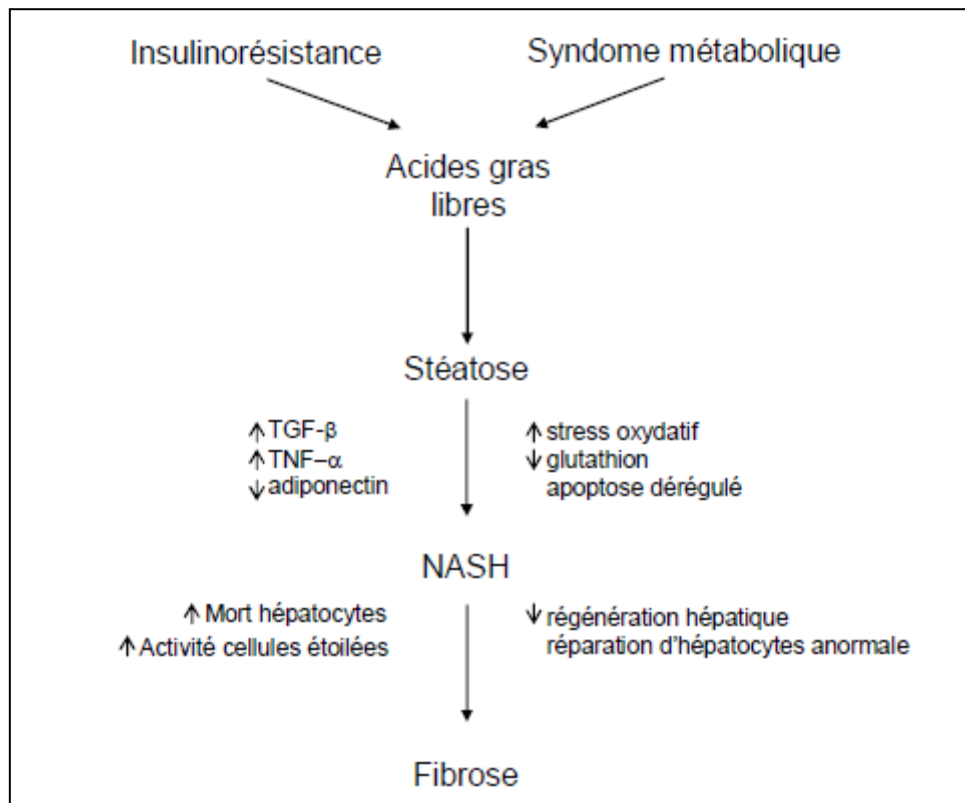 Insulinorésistance
Syndome métabolique
Acides gras
libres
Stéatose
↑TGF-β
↑TNF–α
↓adiponectin
↑ stress oxydatif
↓ glutathion
apoptose dérégulé
NASH
↑ Mort hépatocytes
↑ Activité cellules étoilées
↓ régénération hépatique
réparation d'hépatocytes anormale
Fibrose